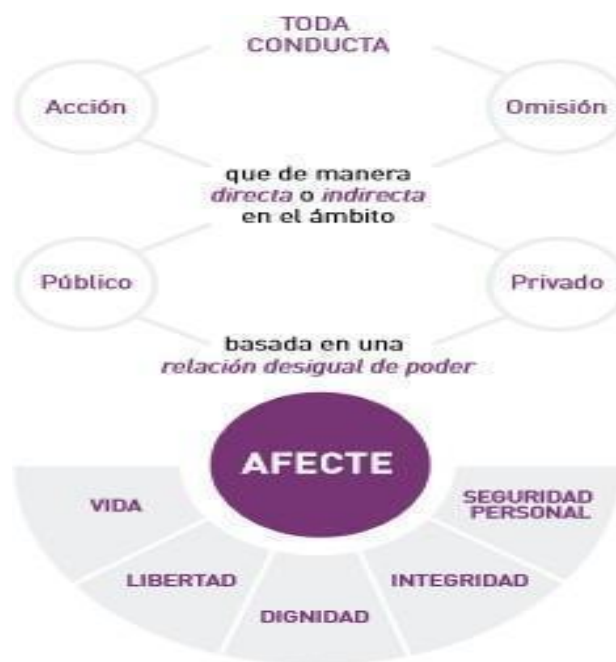 TODA
CONDUCTA
Acción
Omisión
que de manera
directa o indirecta
en el ámbito
Público
Privado
basada en una
relación desigual de poder
AFECTE
VIDA
LIBERTAD
DIGNIDAD
INTEGRIDAD
SEGURIDAD
PERSONAL